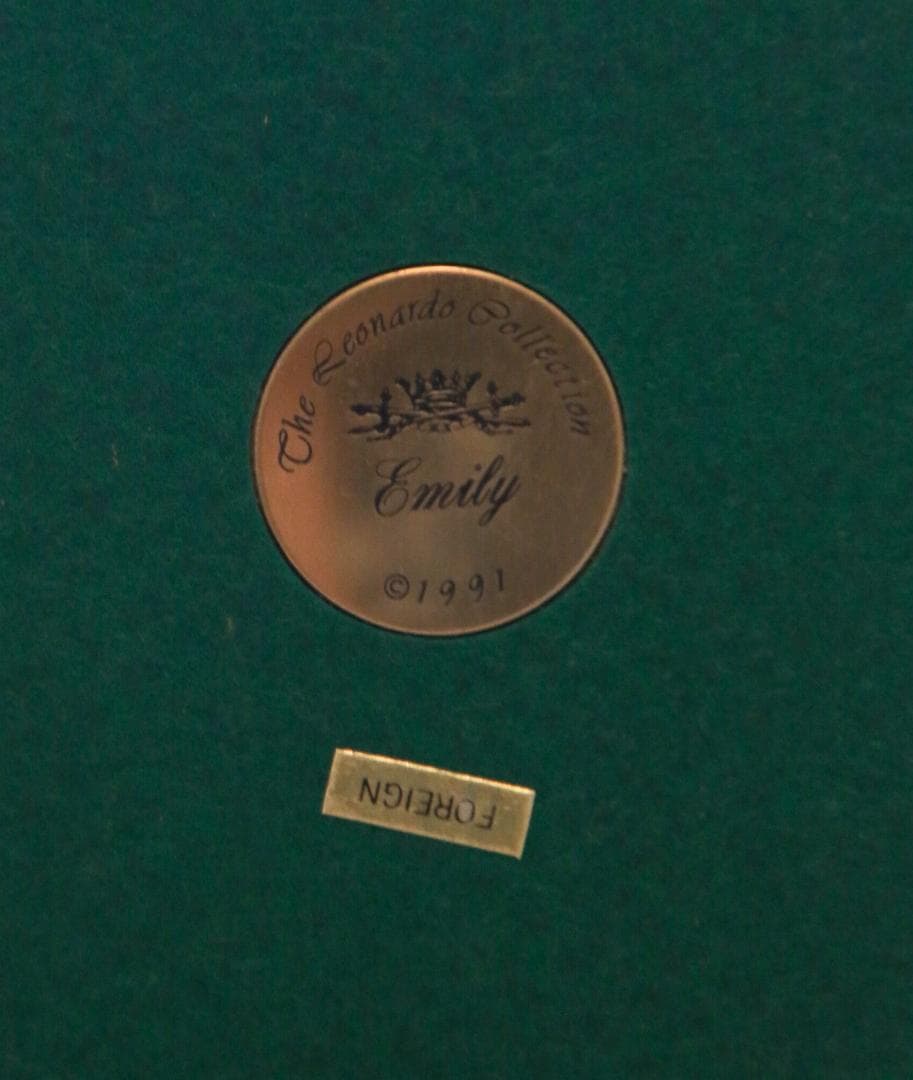 The Leonardo Collection
Emily
©1991
FOREIGN